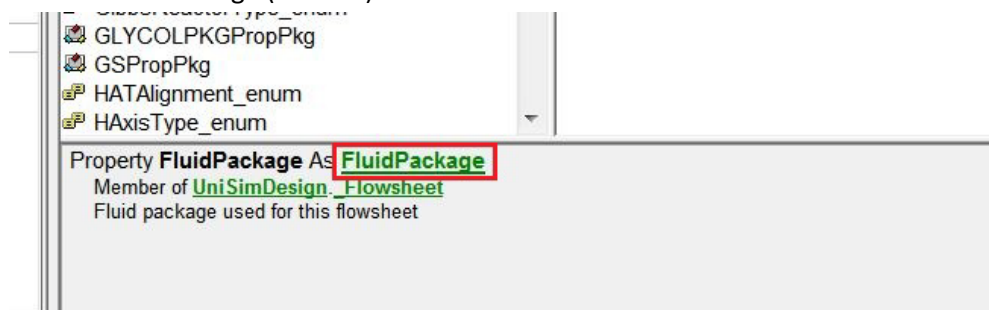 GLYCOLPKGPropPkg
GSPropPkg
HATAlignment_enum
HAxisType_enum
Property FluidPackage As FluidPackage
Member of UniSimDesign._Flowsheet
Fluid package used for this flowsheet